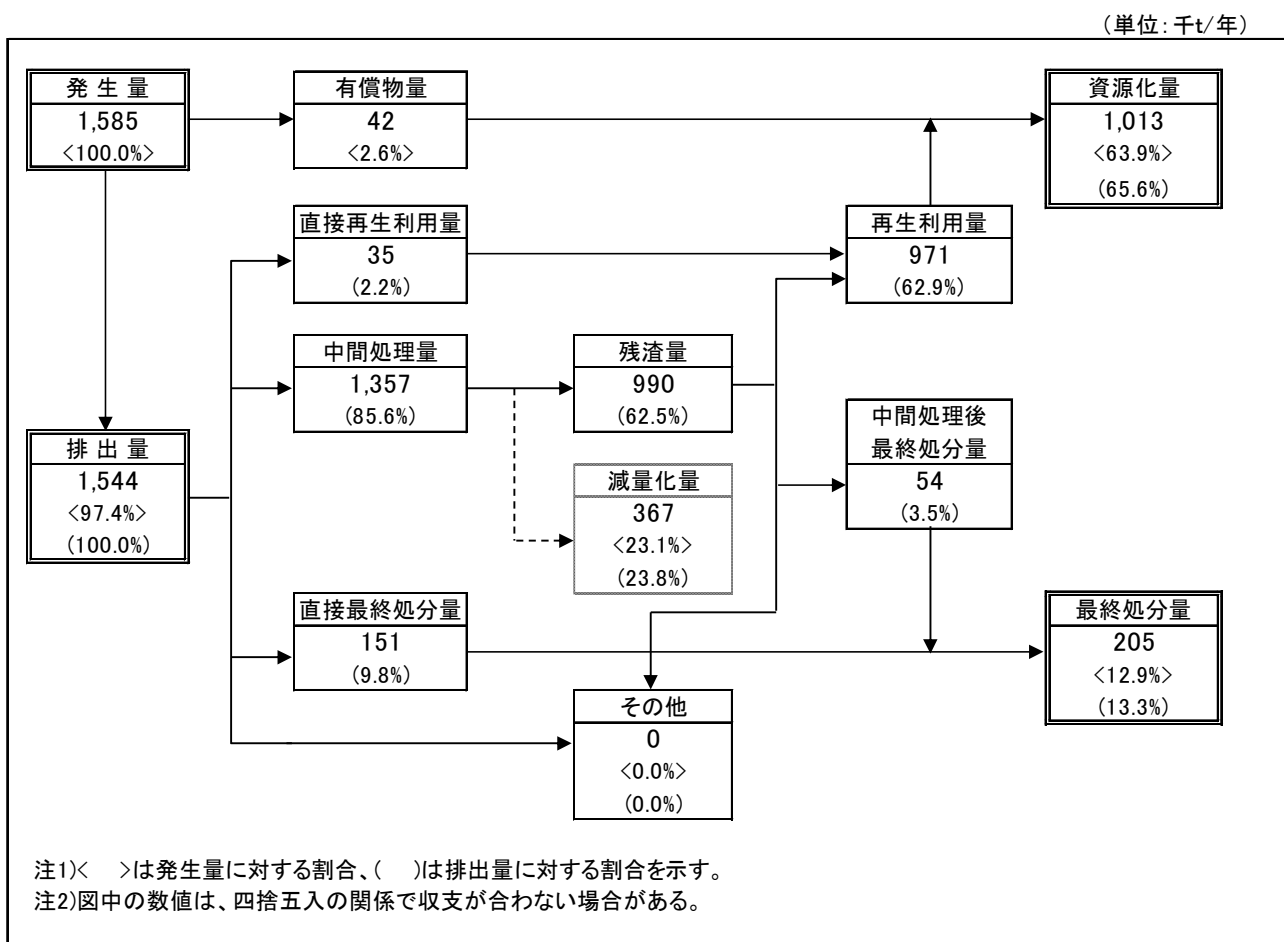 （単位：千t/年）
発 生 量
1,585
<100.0%>
有償物量
42
<2.6%>
資源化量
1,013
<63.9%>
(65.6%)
直接再生利用量
35
(2.2%)
再生利用量
971
(62.9%)
中間処理量
1,357
(85.6%)
残渣量
990
(62.5%)
中間処理後
最終処分量
54
(3.5%)
排 出 量
1,544
<97.4%>
(100.0%)
減量化量
367
<23.1%>
(23.8%)
直接最終処分量
151
(9.8%)
最終処分量
205
<12.9%>
(13.3%)
その他
0
<0.0%>
(0.0%)
注1)<　>は発生量に対する割合、(　)は排出量に対する割合を示す。
注2)図中の数値は、四捨五入の関係で収支が合わない場合がある。